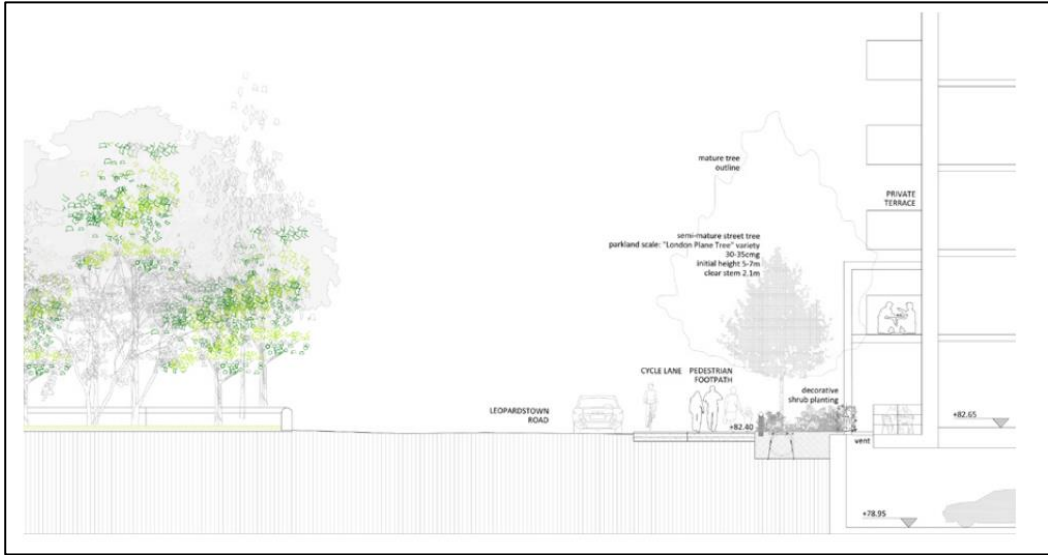 mature tree
outline
PRIVATE
TERRACE
semi-mature street tree
parkland scale: "London Plane Tree" variety
30-35cmg
initial height 5-7m
clear stem 2.1m
CYCLE LANE
PEDESTRIAN
FOOTPATH
decorative
shrub planting
LEOPARDSTOWN
ROAD
+82.40
+82.65
vent
+78.95